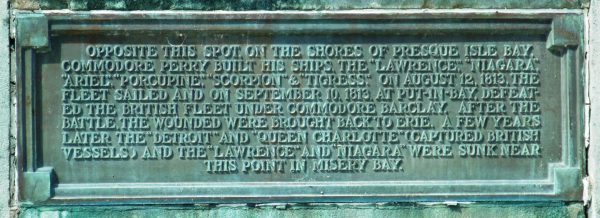 OPPOSITE THIS SPOT ON THE SHORES OF PRESQUE ISLE BAY,
COMMODORE PERRY BUILT HIS SHIPS, THE "LAWRENCE" "NIAGARA"
"ARIEL" "PORCUPINE" "SCORPION" & "TIGRESS" ON AUGUST 12, 1813, THE
FLEET SAILED AND ON SEPTEMBER 10, 1813 AT PUT-IN-BAY, DEFEAT-
ED THE BRITISH FLEET UNDER COMMODORE BARCLAY. AFTER THE
BATTLE THE WOUNDED WERE BROUGHT BACK TO ERIE. A FEW YEARS
LATER THE "DETROIT" AND "QUEEN CHARLOTTE" (CAPTURED BRITISH
VESSELS) AND THE "LAWRENCE" AND "NIAGARA" WERE SUNK NEAR
THIS POINT IN MISERY BAY.